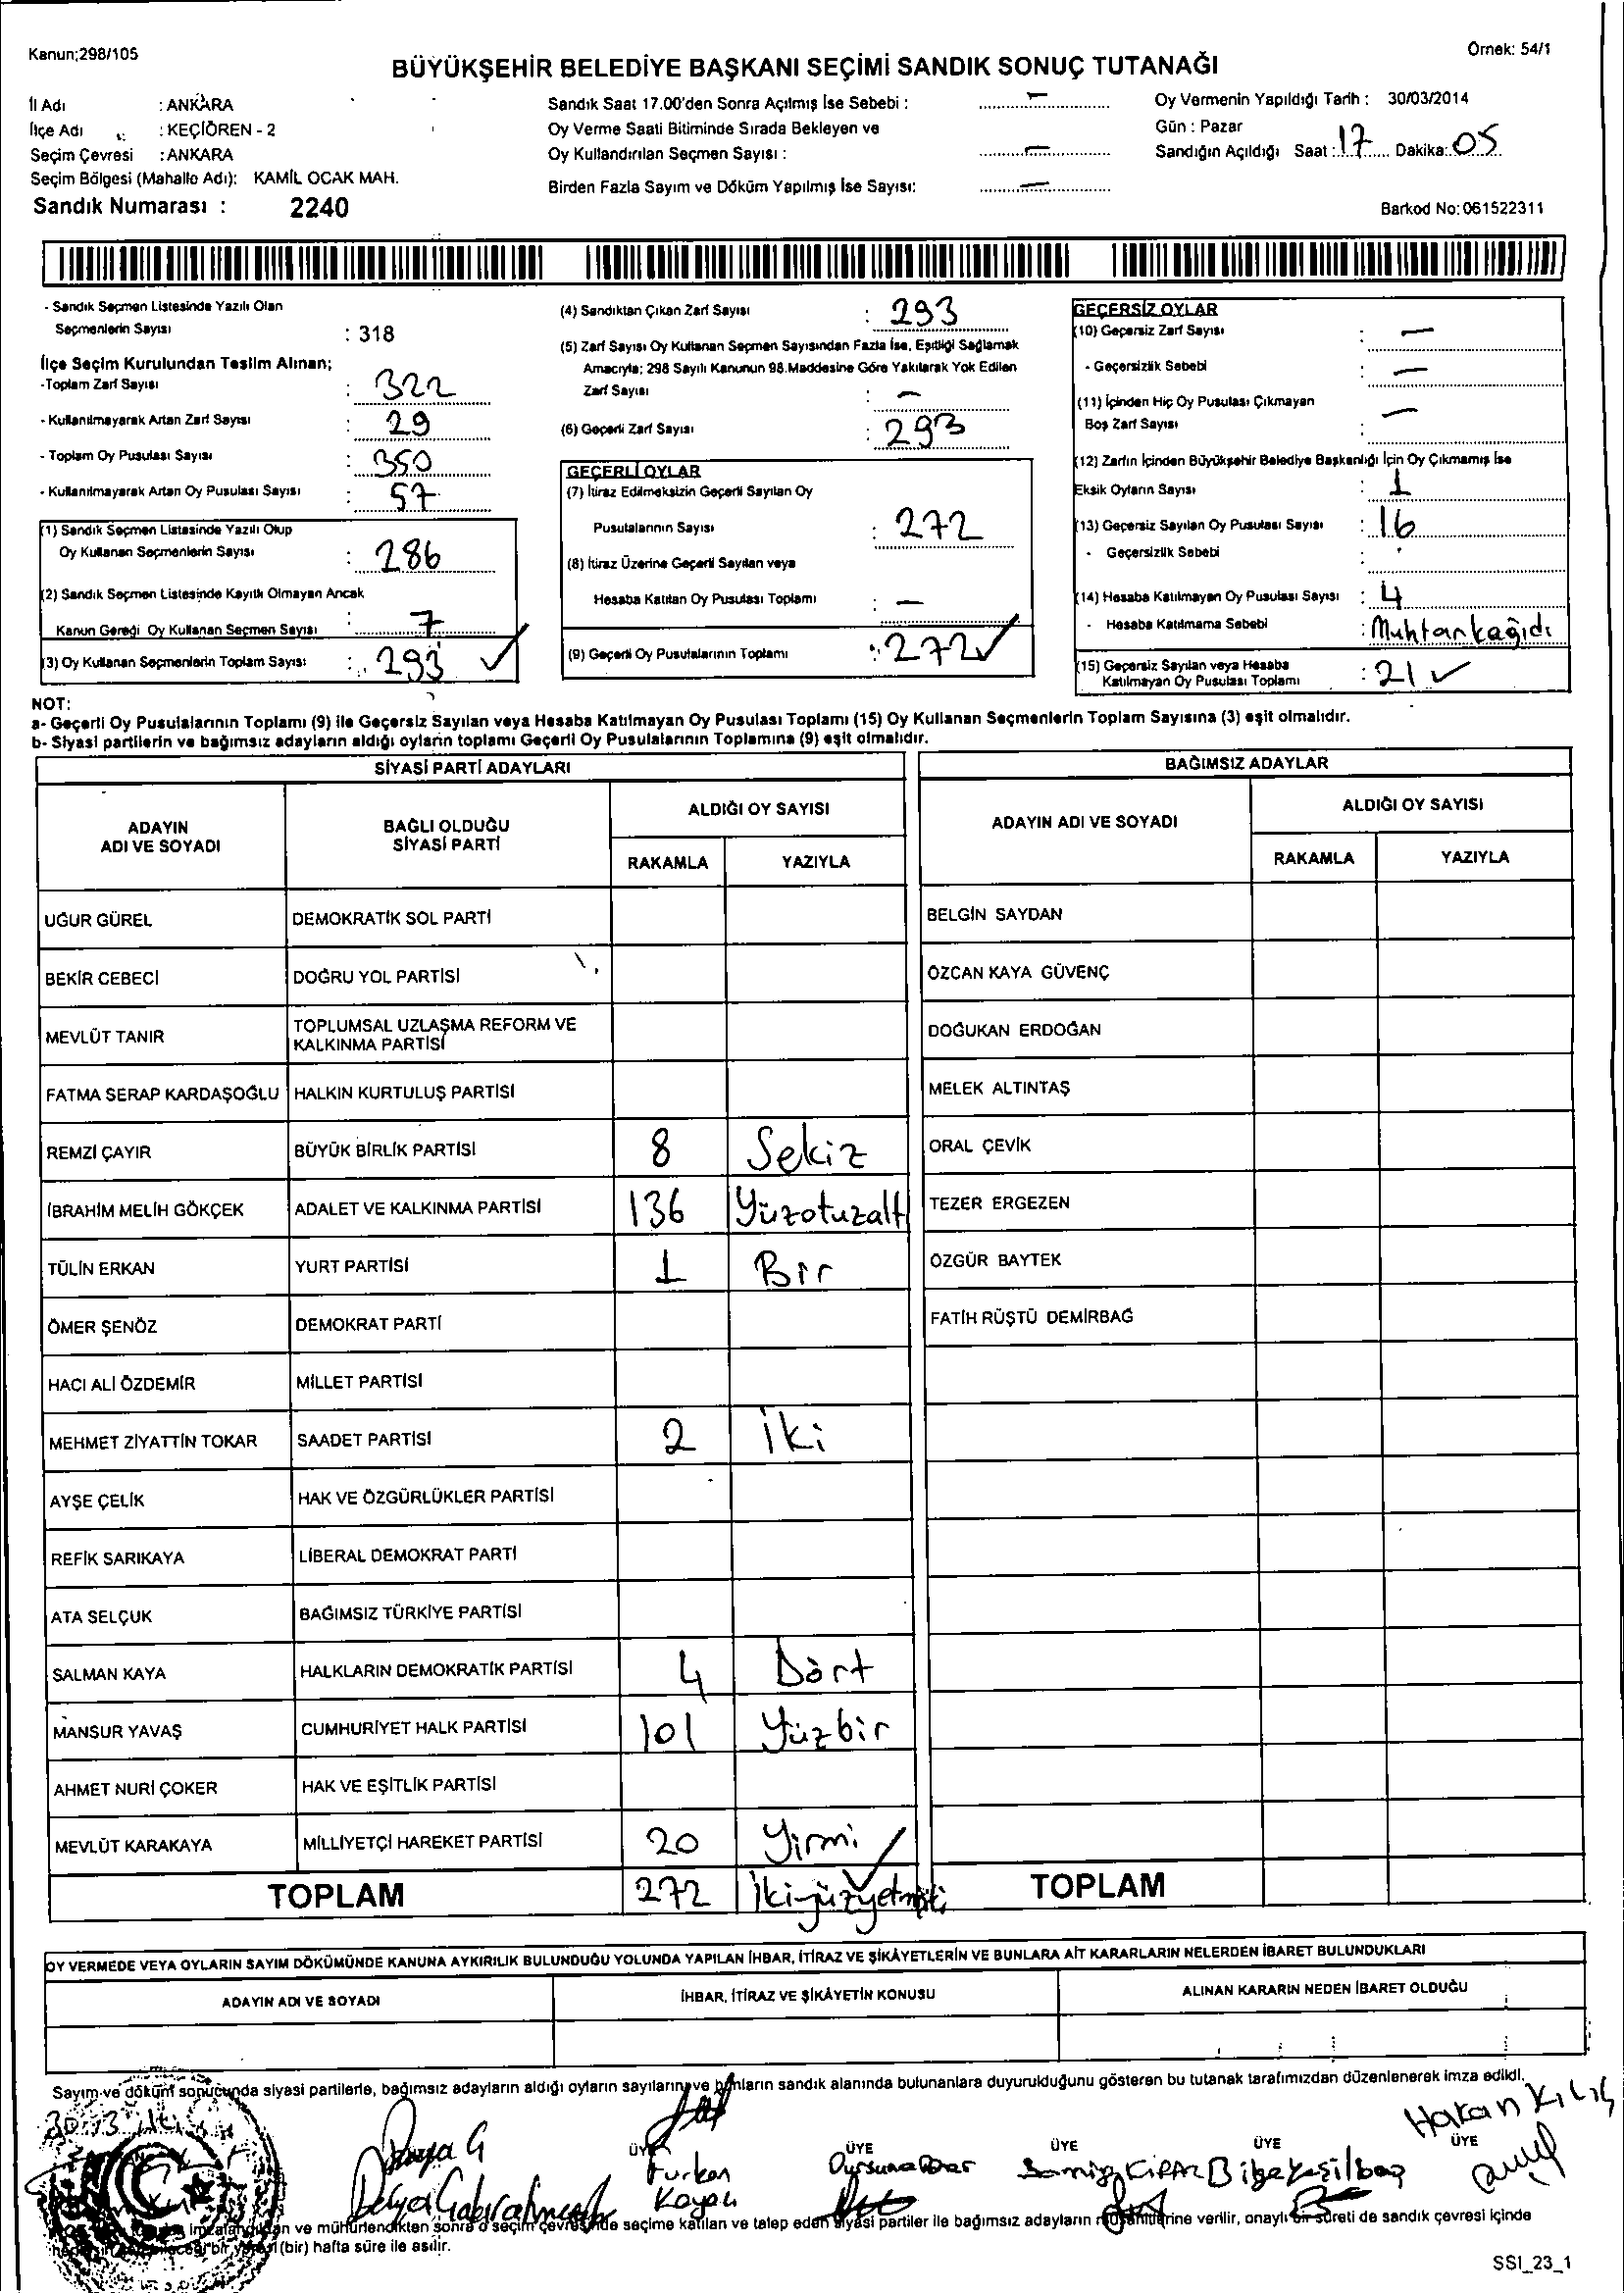 Kanun;298/105
Örnek: 54/1
BÜYÜKŞEHİR BELEDİYE BAŞKANI SEÇİMİ SANDIK SONUÇ TUTANAĞI
İl Adı : ANKARA
İlçe Adı : KEÇİÖREN - 2
Seçim Çevresi : ANKARA
Seçim Bölgesi (Mahalle Adı): KAMİL OCAK MAH.
Sandık Numarası : 2240
Sandık Saat 17.00'den Sonra Açılmış İse Sebebi : –
Oy Verme Saati Bitiminde Sırada Bekleyen ve
Oy Kullandırılan Seçmen Sayısı : –
Birden Fazla Sayım ve Döküm Yapılmış İse Sayısı: –
Oy Vermenin Yapıldığı Tarih : 30/03/2014
Gün : Pazar
Sandığın Açıldığı Saat : 17 Dakika: 05
Barkod No: 061522311
- Sandık Seçmen Listesinde Yazılı Olan
Seçmenlerin Sayısı : 318
İlçe Seçim Kurulundan Teslim Alınan;
-Toplam Zarf Sayısı : 322
- Kullanılmayarak Artan Zarf Sayısı : 29
- Toplam Oy Pusulası Sayısı : 350
- Kullanılmayarak Artan Oy Pusulası Sayısı : 57
(1) Sandık Seçmen Listesinde Yazılı Olup
Oy Kullanan Seçmenlerin Sayısı : 286
(2) Sandık Seçmen Listesinde Kayıtlı Olmayan Ancak
Kanun Gereği Oy Kullanan Seçmen Sayısı : 7
(3) Oy Kullanan Seçmenlerin Toplam Sayısı : 293 ✓
(4) Sandıktan Çıkan Zarf Sayısı : 293
(5) Zarf Sayısı Oy Kullanan Seçmen Sayısından Fazla İse, Eşitliği Sağlamak
Amacıyla; 298 Sayılı Kanunun 98.Maddesine Göre Yakılarak Yok Edilen
Zarf Sayısı : –
(6) Geçerli Zarf Sayısı : 293
GEÇERLİ OYLAR
(7) İtiraz Edilmeksizin Geçerli Sayılan Oy
Pusulalarının Sayısı : 272
(8) İtiraz Üzerine Geçerli Sayılan veya
Hesaba Katılan Oy Pusulası Toplamı : –
(9) Geçerli Oy Pusulalarının Toplamı : 272 ✓
GEÇERSİZ OYLAR
(10) Geçersiz Zarf Sayısı : –
- Geçersizlik Sebebi : –
(11) İçinden Hiç Oy Pusulası Çıkmayan
Boş Zarf Sayısı : –
(12) Zarfın İçinden Büyükşehir Belediye Başkanlığı İçin Oy Çıkmamış İse
Eksik Oyların Sayısı : 1
(13) Geçersiz Sayılan Oy Pusulası Sayısı : 16
- Geçersizlik Sebebi :
(14) Hesaba Katılmayan Oy Pusulası Sayısı : 4
- Hesaba Katılmama Sebebi : Muhtar kağıdı
(15) Geçersiz Sayılan veya Hesaba
Katılmayan Oy Pusulası Toplamı : 21 ✓
NOT:
a- Geçerli Oy Pusulalarının Toplamı (9) ile Geçersiz Sayılan veya Hesaba Katılmayan Oy Pusulası Toplamı (15) Oy Kullanan Seçmenlerin Toplam Sayısına (3) eşit olmalıdır.
b- Siyasi partilerin ve bağımsız adayların aldığı oyların toplamı Geçerli Oy Pusulalarının Toplamına (9) eşit olmalıdır.
SİYASİ PARTİ ADAYLARI
ADAYIN ADI VE SOYADI
BAĞLI OLDUĞU SİYASİ PARTİ
ALDIĞI OY SAYISI
RAKAMLA YAZIYLA
UĞUR GÜREL DEMOKRATİK SOL PARTİ
BEKİR CEBECİ DOĞRU YOL PARTİSİ
MEVLÜT TANIR TOPLUMSAL UZLAŞMA REFORM VE
KALKINMA PARTİSİ
FATMA SERAP KARDAŞOĞLU HALKIN KURTULUŞ PARTİSİ
REMZİ ÇAYIR BÜYÜK BİRLİK PARTİSİ 8 Sekiz
İBRAHİM MELİH GÖKÇEK ADALET VE KALKINMA PARTİSİ 136 Yüzotuzaltı
TÜLİN ERKAN YURT PARTİSİ 1 Bir
ÖMER ŞENÖZ DEMOKRAT PARTİ
HACI ALİ ÖZDEMİR MİLLET PARTİSİ
MEHMET ZİYATTİN TOKAR SAADET PARTİSİ 2 İki
AYŞE ÇELİK HAK VE ÖZGÜRLÜKLER PARTİSİ
REFİK SARIKAYA LİBERAL DEMOKRAT PARTİ
ATA SELÇUK BAĞIMSIZ TÜRKİYE PARTİSİ
SALMAN KAYA HALKLARIN DEMOKRATİK PARTİSİ 4 Dört
MANSUR YAVAŞ CUMHURİYET HALK PARTİSİ 101 Yüzbir
AHMET NURİ ÇOKER HAK VE EŞİTLİK PARTİSİ
MEVLÜT KARAKAYA MİLLİYETÇİ HAREKET PARTİSİ 20 Yirmi
TOPLAM 272 İkiyüzyetmişiki
BAĞIMSIZ ADAYLAR
ADAYIN ADI VE SOYADI
ALDIĞI OY SAYISI
RAKAMLA YAZIYLA
BELGİN SAYDAN
ÖZCAN KAYA GÜVENÇ
DOĞUKAN ERDOĞAN
MELEK ALTINTAŞ
ORAL ÇEVİK
TEZER ERGEZEN
ÖZGÜR BAYTEK
FATİH RÜŞTÜ DEMİRBAĞ
TOPLAM
OY VERMEDE VEYA OYLARIN SAYIM DÖKÜMÜNDE KANUNA AYKIRILIK BULUNDUĞU YOLUNDA YAPILAN İHBAR, İTİRAZ VE ŞİKÂYETLERİN VE BUNLARA AİT KARARLARIN NELERDEN İBARET BULUNDUKLARI
ADAYIN ADI VE SOYADI
İHBAR, İTİRAZ VE ŞİKÂYETİN KONUSU
ALINAN KARARIN NEDEN İBARET OLDUĞU
Sayım ve döküm sonucunda siyasi partilerle, bağımsız adayların aldığı oyların sayılarını ve bunların sandık alanında bulunanlara duyurulduğunu gösteren bu tutanak tarafımızdan düzenlenerek imza edildi.
Hakan Kılıç
ÜYE ÜYE ÜYE ÜYE ÜYE
Derya G
Furkan
Bilge Yeşilbaş
ve mühürlendikten sonra o seçim çevresinde seçime katılan ve talep eden siyasi partiler ile bağımsız adayların müşahitlerine verilir, onaylı bir sureti de sandık çevresi içinde
(bir) hafta süre ile asılır.
SSI_23_1